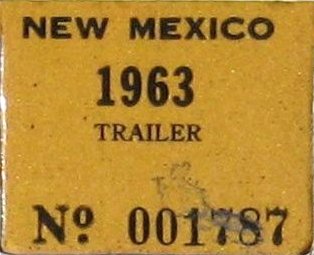 NEW MEXICO
1963
TRAILER
Nº 001787